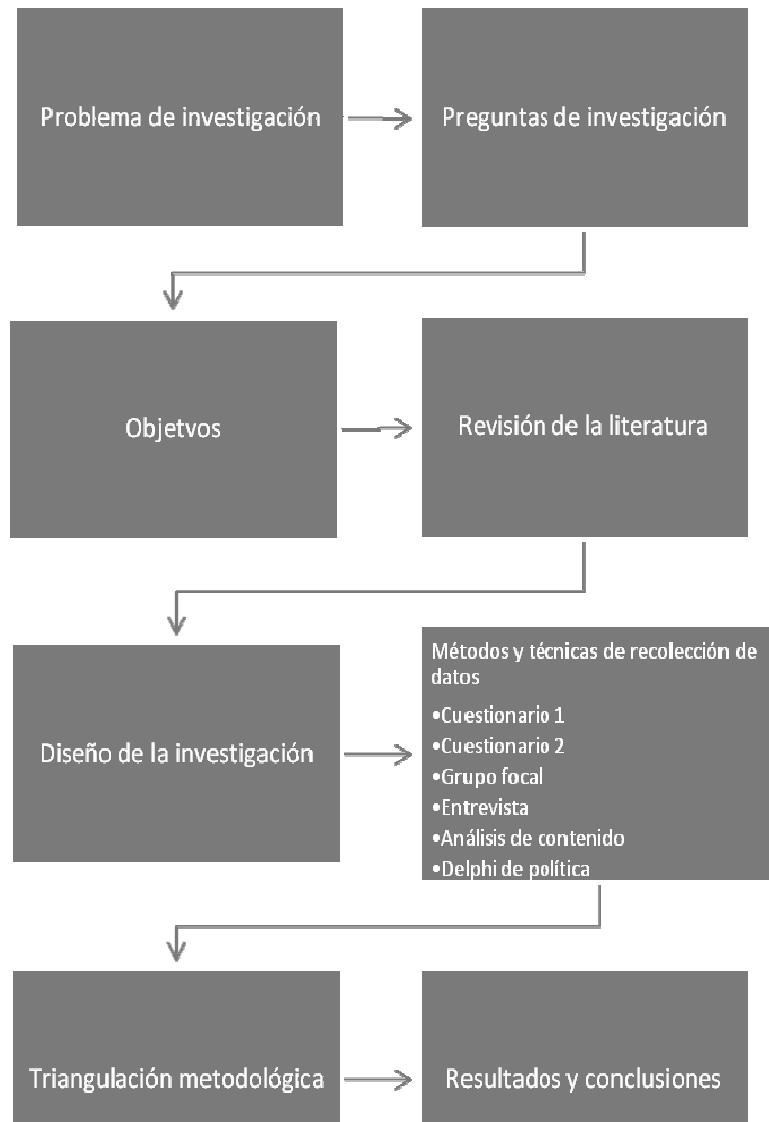 Problema de investigación
Preguntas de investigación
Objetvos
Revisión de la literatura
Diseño de la investigación
Métodos y técnicas de recolección de
datos
•Cuestionario 1
•Cuestionario 2
•Grupo focal
•Entrevista
•Análisis de contenido
•Delphi de política
Triangulación metodológica
Resultados y conclusiones